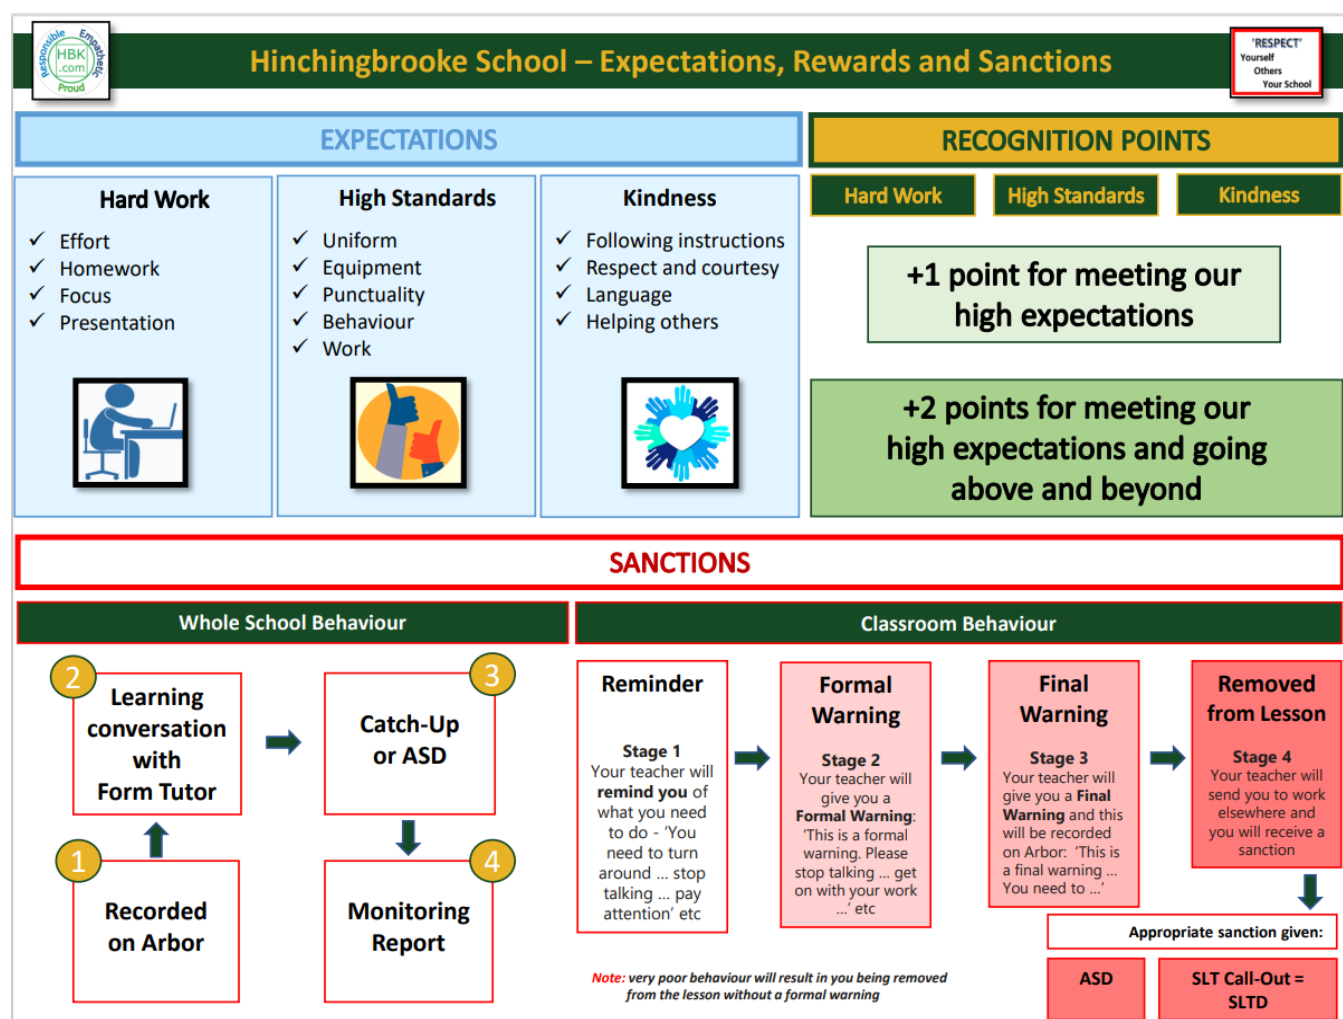 Responsible
Empathetic
HBK
.com
Proud
Hinchingbrooke School – Expectations, Rewards and Sanctions
'RESPECT'
Yourself
Others
Your School
EXPECTATIONS
Hard Work
✓ Effort
✓ Homework
✓ Focus
✓ Presentation
High Standards
✓ Uniform
✓ Equipment
✓ Punctuality
✓ Behaviour
✓ Work
Kindness
✓ Following instructions
✓ Respect and courtesy
✓ Language
✓ Helping others
RECOGNITION POINTS
Hard Work
High Standards
Kindness
+1 point for meeting our
high expectations
+2 points for meeting our
high expectations and going
above and beyond
SANCTIONS
Whole School Behaviour
1
Recorded
on Arbor
2
Learning
conversation
with
Form Tutor
3
Catch-Up
or ASD
4
Monitoring
Report
Classroom Behaviour
Reminder
Stage 1
Your teacher will
remind you of
what you need
to do - 'You
need to turn
around ... stop
talking ... pay
attention' etc
Formal
Warning
Stage 2
Your teacher will
give you a
Formal Warning:
'This is a formal
warning. Please
stop talking ... get
on with your work
...' etc
Final
Warning
Stage 3
Your teacher will
give you a Final
Warning and this
will be recorded
on Arbor: 'This is
a final warning ...
You need to ...'
Removed
from Lesson
Stage 4
Your teacher will
send you to work
elsewhere and
you will receive a
sanction
Note: very poor behaviour will result in you being removed
from the lesson without a formal warning
Appropriate sanction given:
ASD
SLT Call-Out =
SLTD